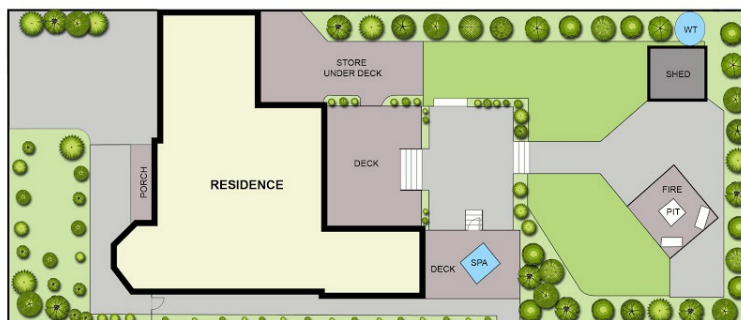 WT
STORE
UNDER DECK
SHED
DECK
PORCH
RESIDENCE
FIRE
PIT
DECK
SPA